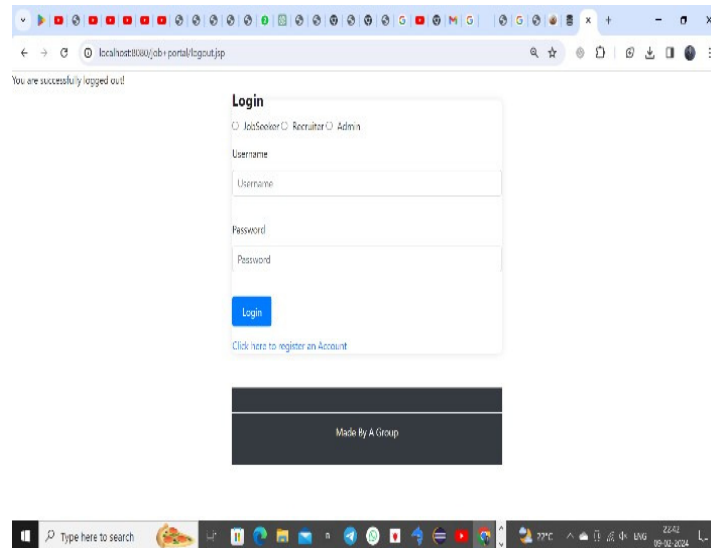 localhost:8080/job+portal/logout.jsp
You are successfully logged out!
Login
JobSeeker Recruiter Admin
Username
Username
Password
Password
Login
Click here to register an Account
Made By A Group
Type here to search
22°C
ENG
22:42
09-02-2024